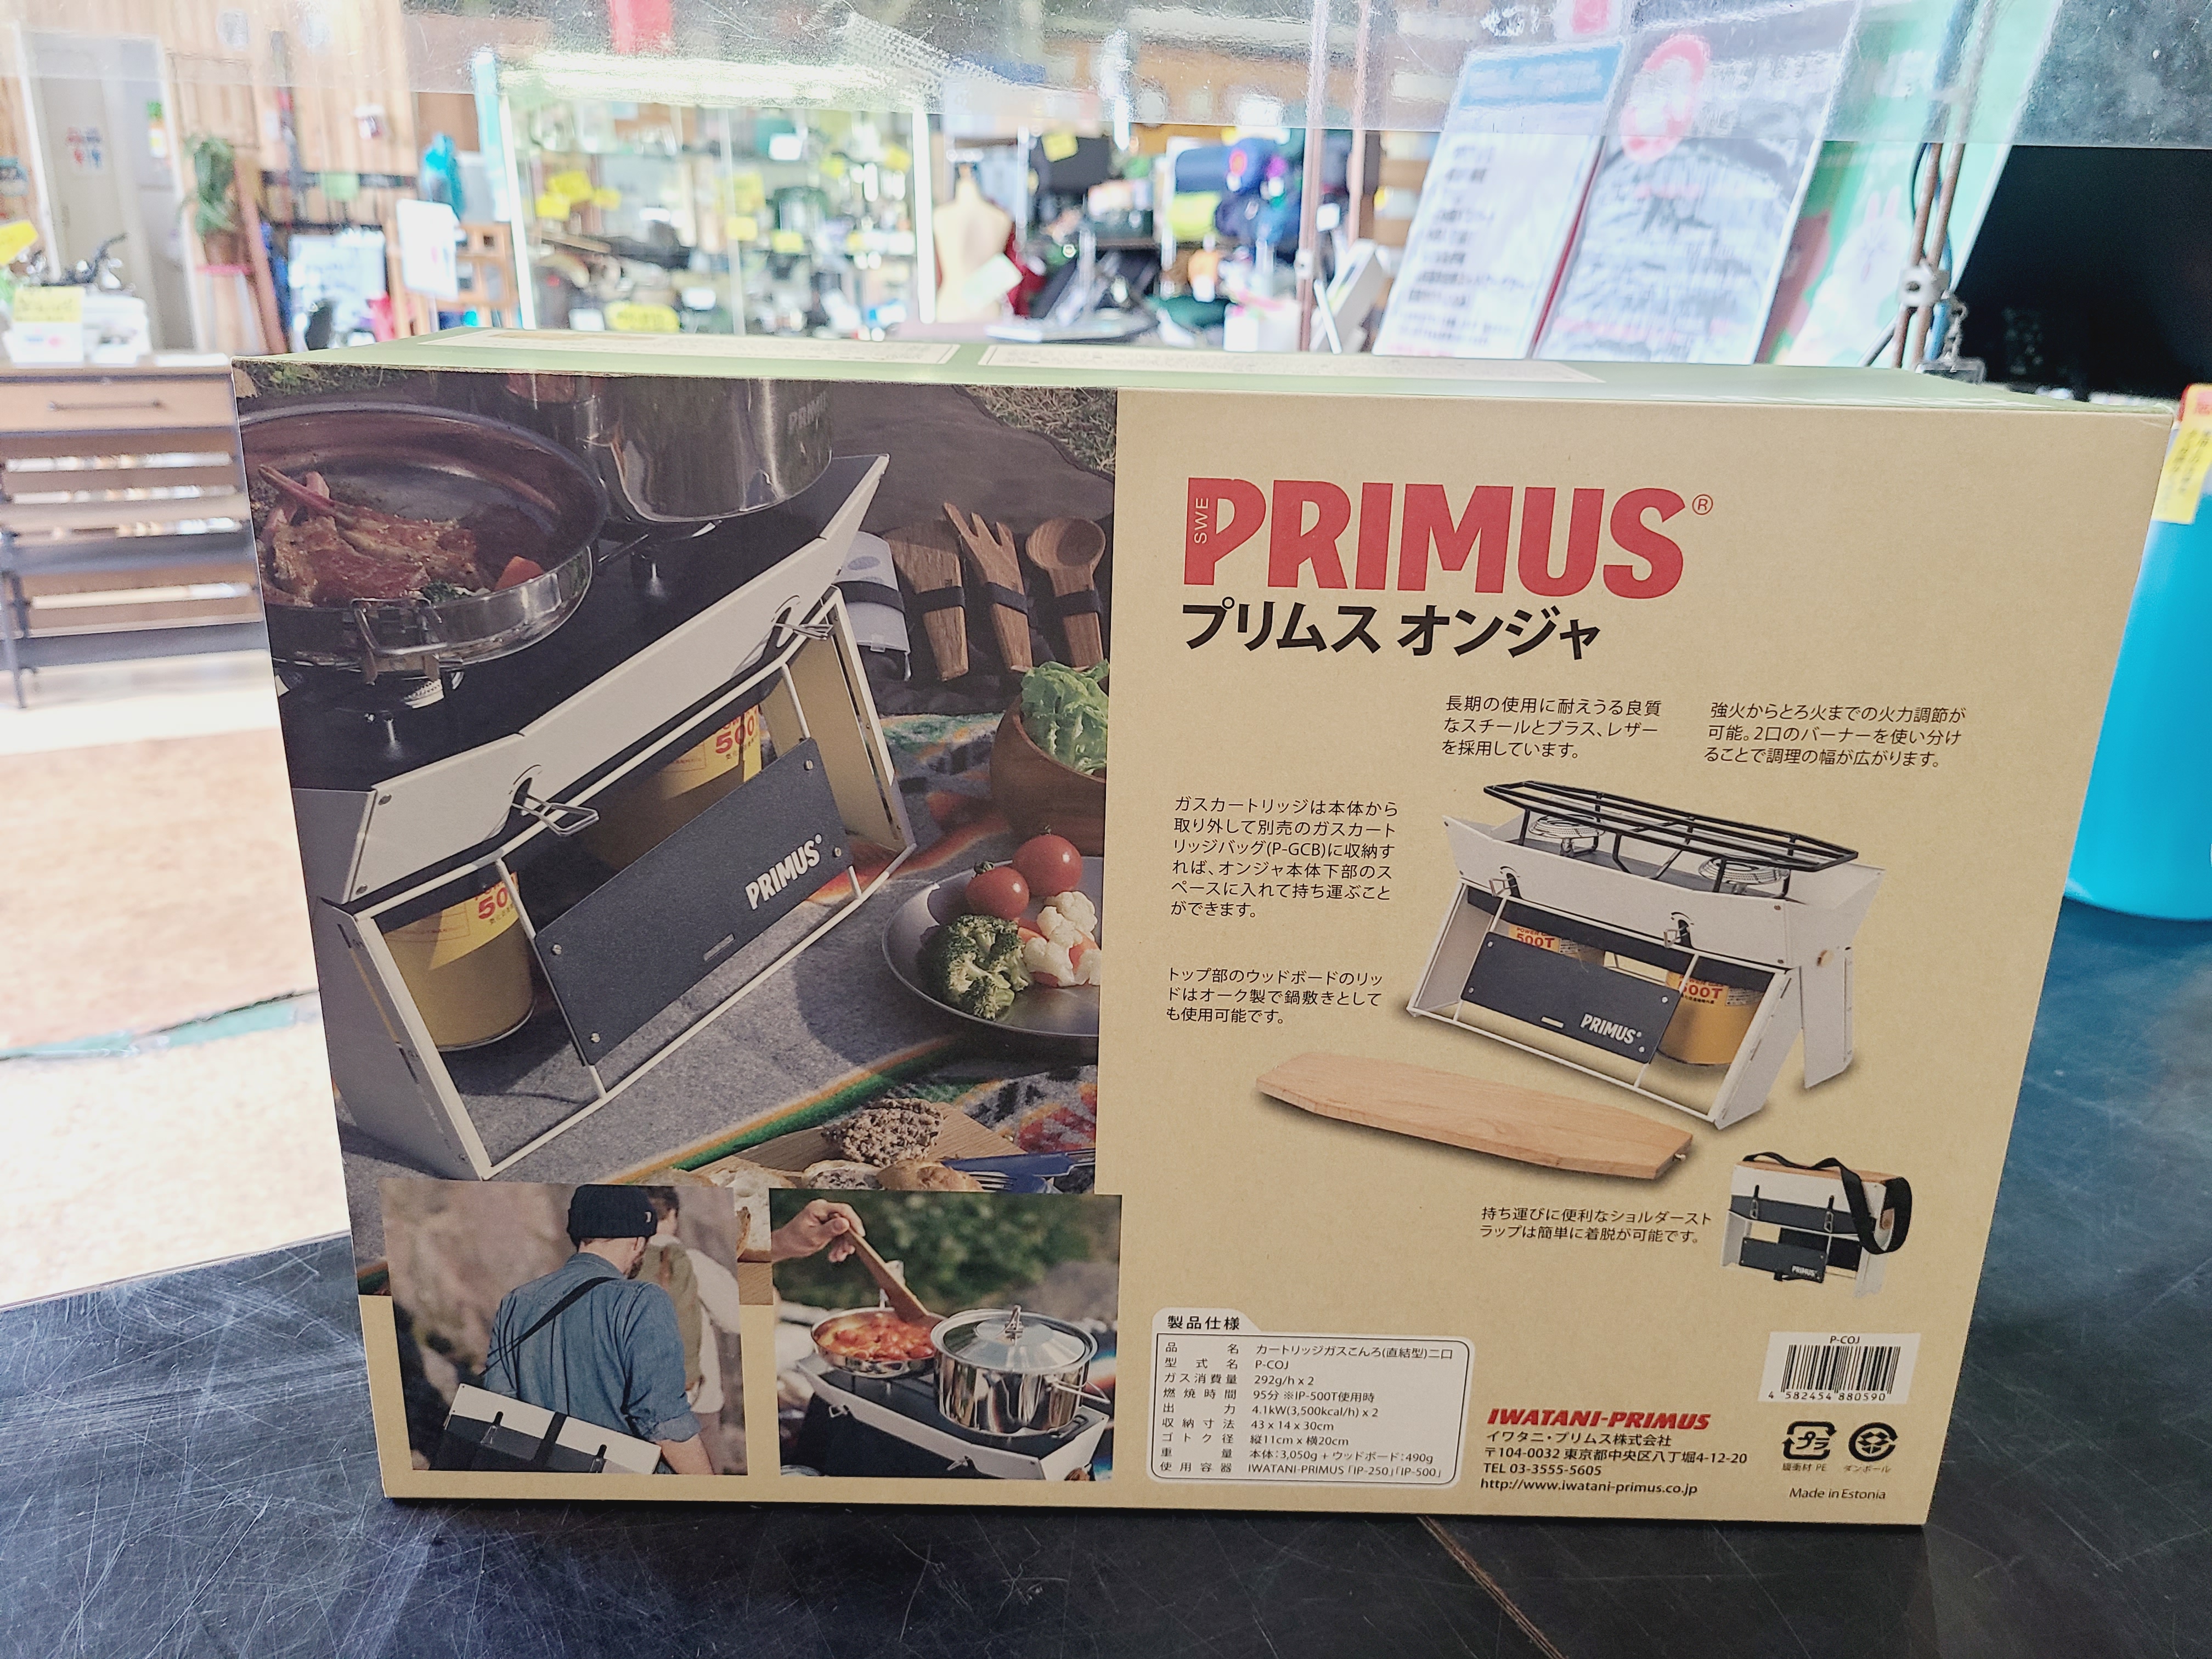 SWE
PRIMUS®
プリムス オンジャ
長期の使用に耐えうる良質
なスチールとブラス、レザー
を採用しています。
強火からとろ火までの火力調節が
可能。2口のバーナーを使い分け
ることで調理の幅が広がります。
ガスカートリッジは本体から
取り外して別売のガスカート
リッジバッグ(P-GCB)に収納す
れば、オンジャ本体下部のス
ペースに入れて持ち運ぶこと
ができます。
トップ部のウッドボードのリッ
ドはオーク製で鍋敷きとして
も使用可能です。
500T
500T
PRIMUS
持ち運びに便利なショルダースト
ラップは簡単に着脱が可能です。
PRIMUS
500
50
PRIMUS
製品仕様
品名 カートリッジガスこんろ(直結型)二口
型式名 P-COJ
ガス消費量 292g/h x 2
燃焼時間 95分 ※IP-500T使用時
出力 4.1kW(3,500kcal/h) x 2
収納寸法 43 x 14 x 30cm
ゴトク径 縦11cm x 横20cm
重量 本体:3,050g + ウッドボード:490g
使用容器 IWATANI-PRIMUS 「IP-250」「IP-500」
IWATANI-PRIMUS
イワタニ・プリムス株式会社
〒104-0032 東京都中央区八丁堀4-12-20
TEL 03-3555-5605
http://www.iwatani-primus.co.jp
P-COJ
4 582454 880590
プラ
緩衝材 PE
ダンボール
Made in Estonia